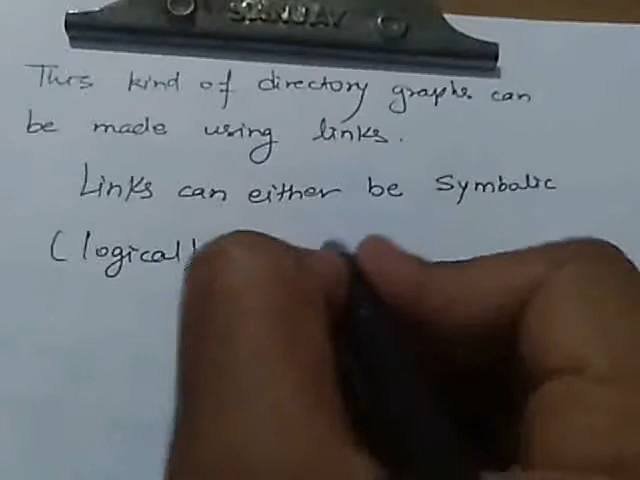 SANJAY
This kind of directory graphs can
be made using links.
Links can either be Symbolic
(logical)